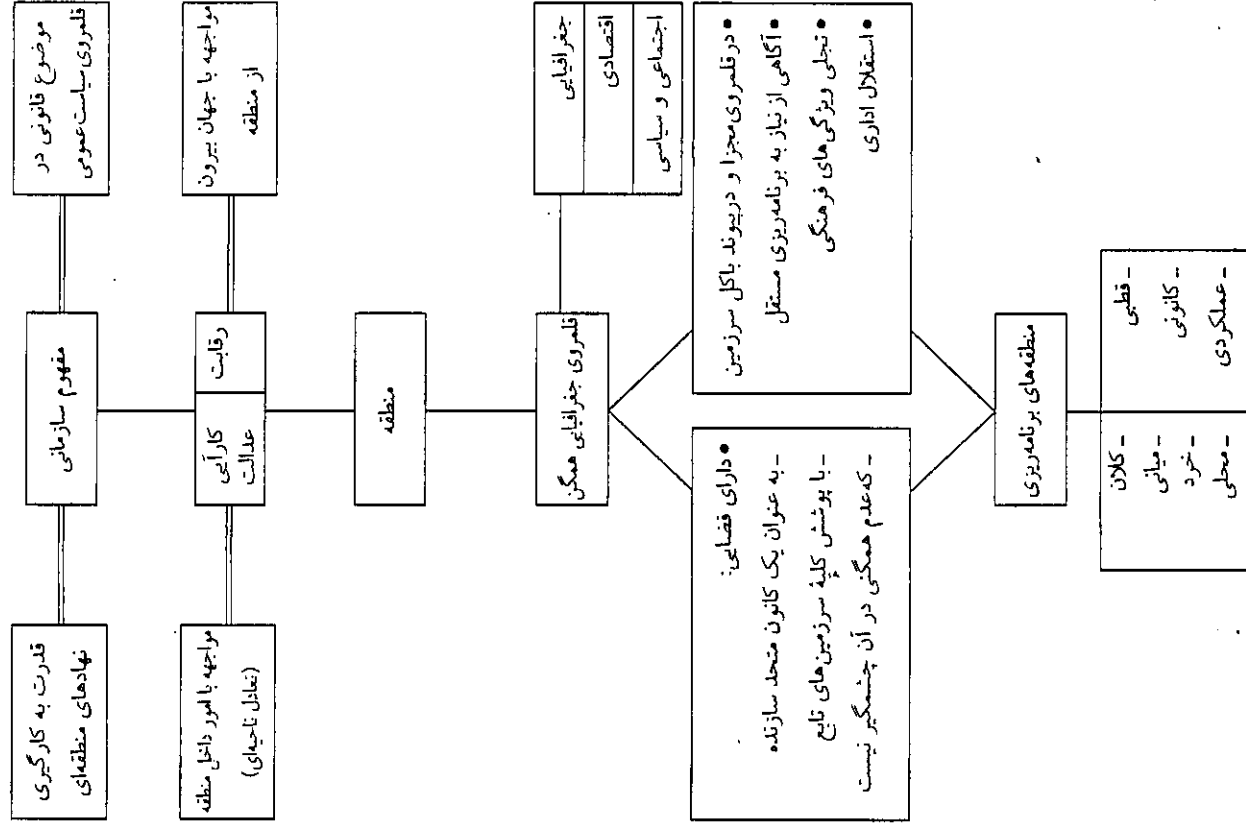 موضوع قانونی در
قلمروی سیاست عمومی
مفهوم سازمانی
قدرت به کارگیری
نهادهای منطقه‌ای
مواجهه با جهان بیرون
از منطقه
رقابت
کارآیی
عدالت
مواجهه با امور داخل منطقه
(تعادل ناحیه‌ای)
منطقه
جغرافیایی
اقتصادی
اجتماعی و سیاسی
قلمروی جغرافیایی همگن
● در قلمروی مجزا و در پیوند با کل سرزمین
● آگاهی از نیاز به برنامه‌ریزی مستقل
● تجلی ویژگی‌های فرهنگی
● استقلال اداری
● دارای فضایی:
- به عنوان یک کانون متحد سازنده
- با پوشش کلیۀ سرزمین‌های تابع
- که عدم همگنی در آن چشمگیر نیست
منطقه‌های برنامه‌ریزی
- قطبی
- کانونی
- عملکردی
- کلان
- میانی
- خرد
- محلی